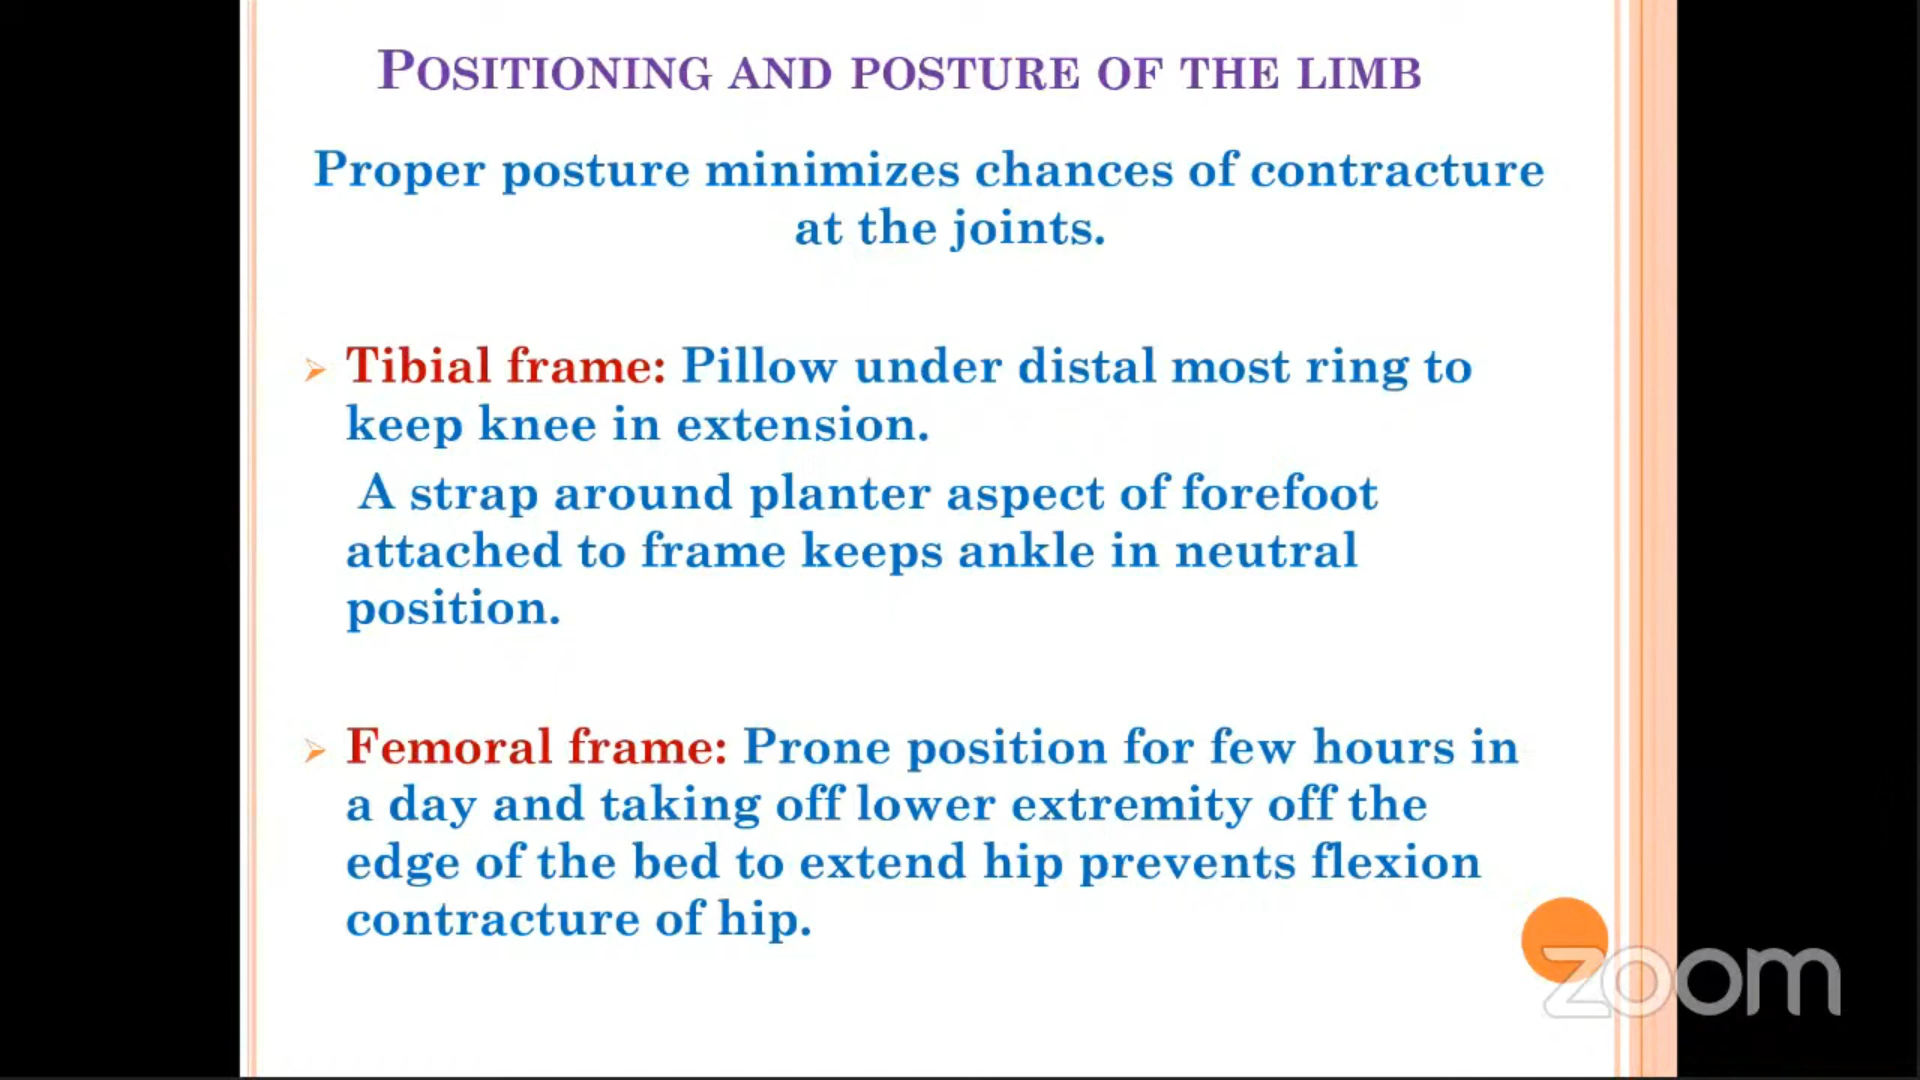 POSITIONING AND POSTURE OF THE LIMB
Proper posture minimizes chances of contracture
at the joints.
➢ Tibial frame: Pillow under distal most ring to
keep knee in extension.
A strap around planter aspect of forefoot
attached to frame keeps ankle in neutral
position.
➢ Femoral frame: Prone position for few hours in
a day and taking off lower extremity off the
edge of the bed to extend hip prevents flexion
contracture of hip.
zoom